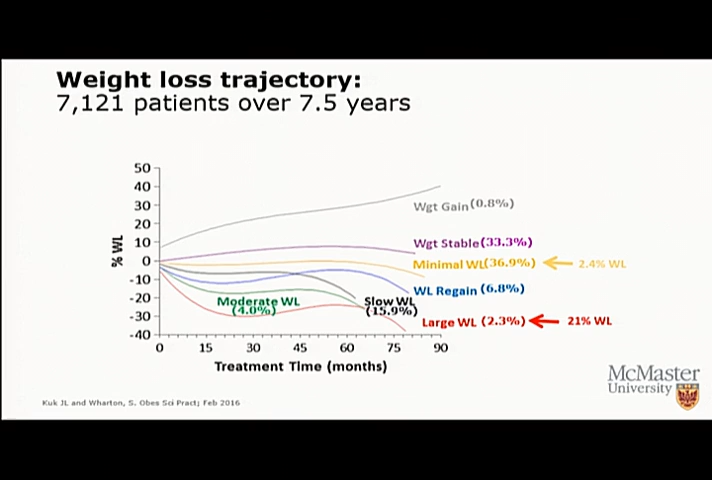 Weight loss trajectory:
7,121 patients over 7.5 years
% WL
50
40
30
20
10
0
-10
-20
-30
-40
0 15 30 45 60 75 90
Treatment Time (months)
Wgt Gain (0.8%)
Wgt Stable (33.3%)
Minimal WL (36.9%) 2.4% WL
WL Regain (6.8%)
Moderate WL
(4.0%)
Slow WL
(15.9%)
Large WL (2.3%) 21% WL
McMaster
University
Kuk JL and Wharton, S. Obes Sci Pract; Feb 2016